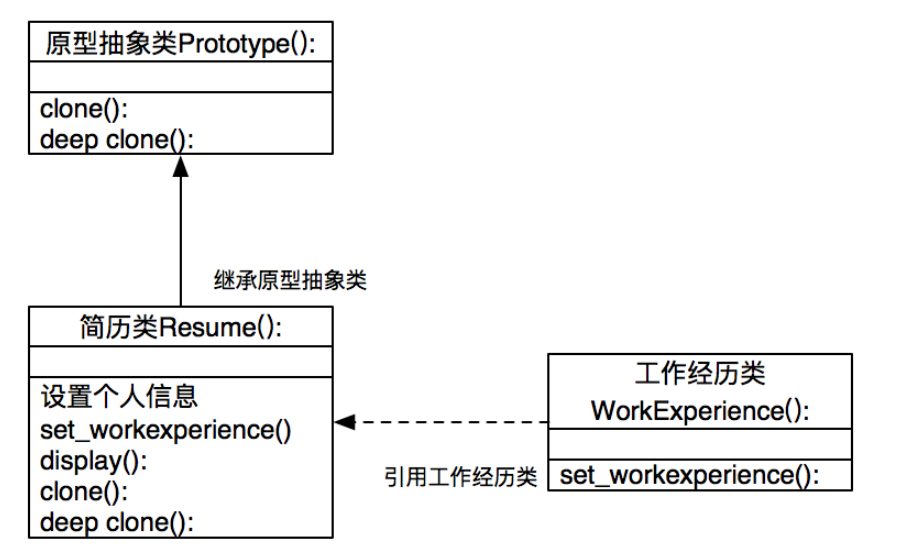 原型抽象类Prototype():
clone():
deep clone():
继承原型抽象类
简历类Resume():
设置个人信息
set_workexperience()
display():
clone():
deep clone():
工作经历类
WorkExperience():
引用工作经历类
set_workexperience():